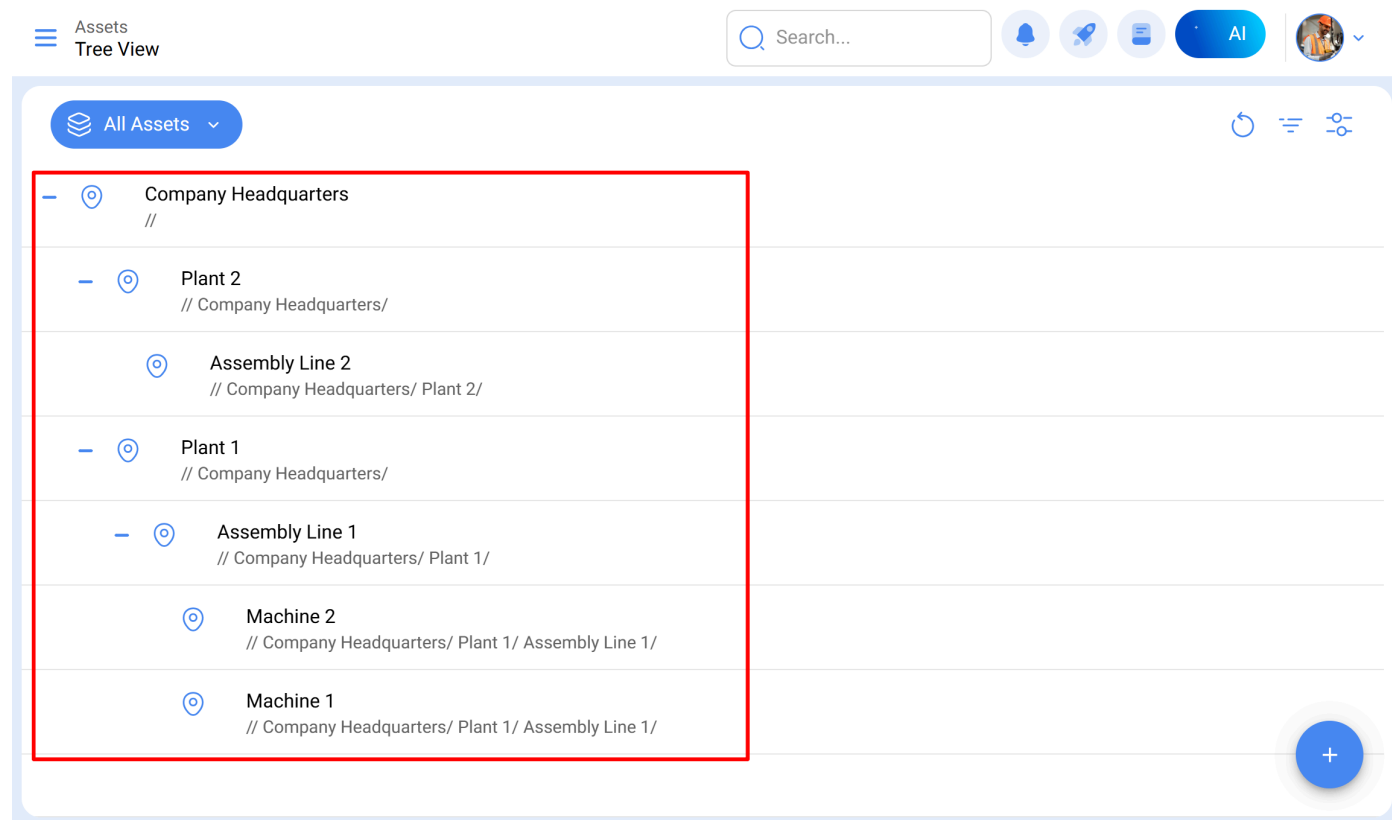 Assets
Tree View
Search...
AI
All Assets
Company Headquarters
//
Plant 2
// Company Headquarters/
Assembly Line 2
// Company Headquarters/ Plant 2/
Plant 1
// Company Headquarters/
Assembly Line 1
// Company Headquarters/ Plant 1/
Machine 2
// Company Headquarters/ Plant 1/ Assembly Line 1/
Machine 1
// Company Headquarters/ Plant 1/ Assembly Line 1/